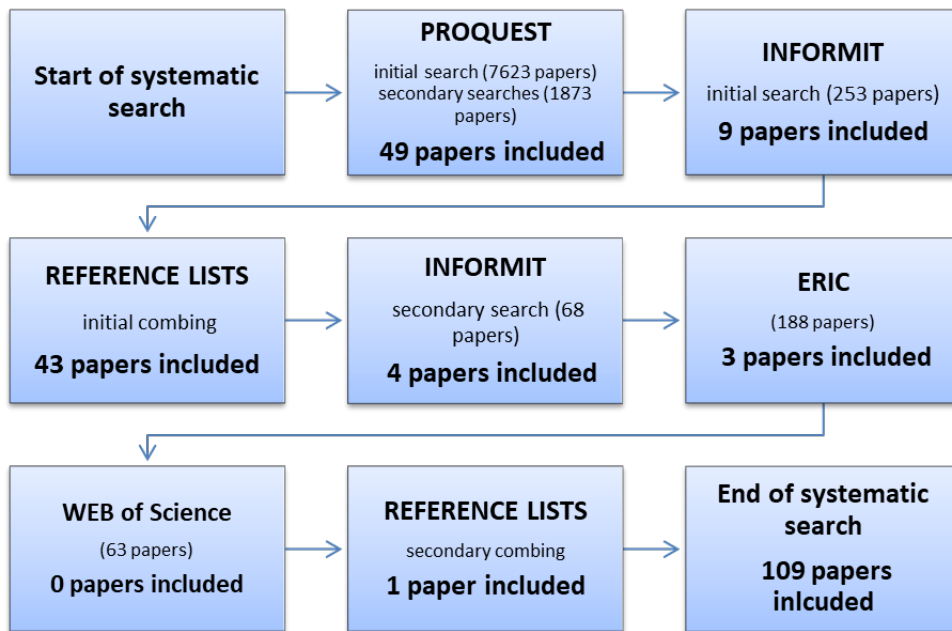 Start of systematic
search
PROQUEST
initial search (7623 papers)
secondary searches (1873
papers)
49 papers included
INFORMIT
initial search (253 papers)
9 papers included
REFERENCE LISTS
initial combing
43 papers included
INFORMIT
secondary search (68
papers)
4 papers included
ERIC
(188 papers)
3 papers included
WEB of Science
(63 papers)
0 papers included
REFERENCE LISTS
secondary combing
1 paper included
End of systematic
search
109 papers
inlcuded